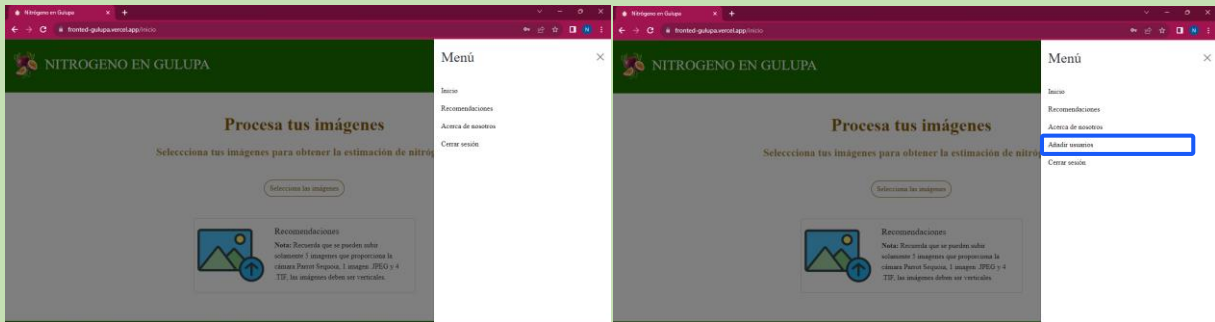 Nitrógeno en Gulupa
fronted-gulupa.vercel.app/inicio
N
NITROGENO EN GULUPA
Procesa tus imágenes
Seleccciona tus imágenes para obtener la estimación de nitróg
Selecciona las imágenes
Recomendaciones
Nota: Recuerda que se pueden subir
solamente 5 imagenes que proporciona la
cámara Parrot Sequoia, 1 imagen .JPEG y 4
.TIF, las imágenes deben ser verticales.
Menú
Inicio
Recomendaciones
Acerca de nosotros
Cerrar sesión
Nitrógeno en Gulupa
fronted-gulupa.vercel.app/inicio
N
NITROGENO EN GULUPA
Procesa tus imágenes
Seleccciona tus imágenes para obtener la estimación de nitróg
Selecciona las imágenes
Recomendaciones
Nota: Recuerda que se pueden subir
solamente 5 imagenes que proporciona la
cámara Parrot Sequoia, 1 imagen .JPEG y 4
.TIF, las imágenes deben ser verticales.
Menú
Inicio
Recomendaciones
Acerca de nosotros
Añadir usuarios
Cerrar sesión